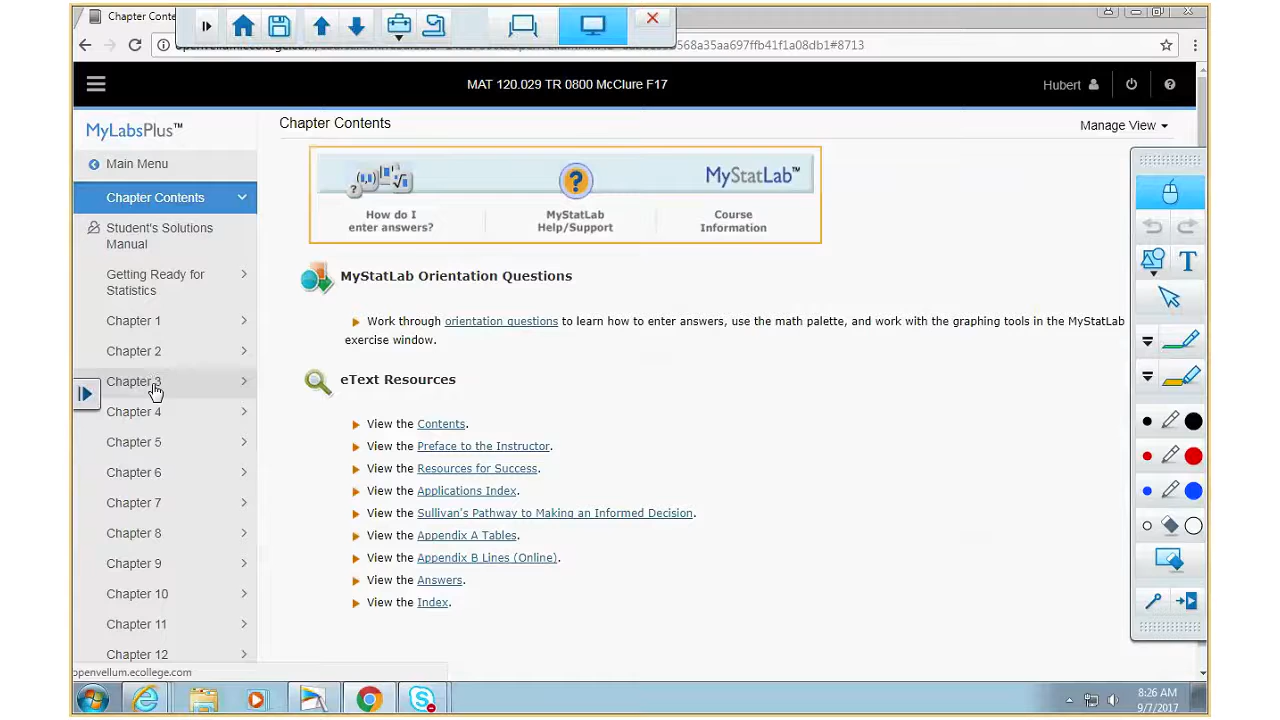 Chapter Conte
568a35aa697ffb41f1a08db1#8713
MAT 120.029 TR 0800 McClure F17
Hubert
MyLabsPlus™
Main Menu
Chapter Contents
Student's Solutions
Manual
Getting Ready for
Statistics
Chapter 1
Chapter 2
Chapter 3
Chapter 4
Chapter 5
Chapter 6
Chapter 7
Chapter 8
Chapter 9
Chapter 10
Chapter 11
Chapter 12
openvellum.ecollege.com
Chapter Contents
Manage View
MyStatLab™
How do I
enter answers?
MyStatLab
Help/Support
Course
Information
MyStatLab Orientation Questions
Work through orientation questions to learn how to enter answers, use the math palette, and work with the graphing tools in the MyStatLab
exercise window.
eText Resources
View the Contents.
View the Preface to the Instructor.
View the Resources for Success.
View the Applications Index.
View the Sullivan's Pathway to Making an Informed Decision.
View the Appendix A Tables.
View the Appendix B Lines (Online).
View the Answers.
View the Index.
T
8:26 AM
9/7/2017